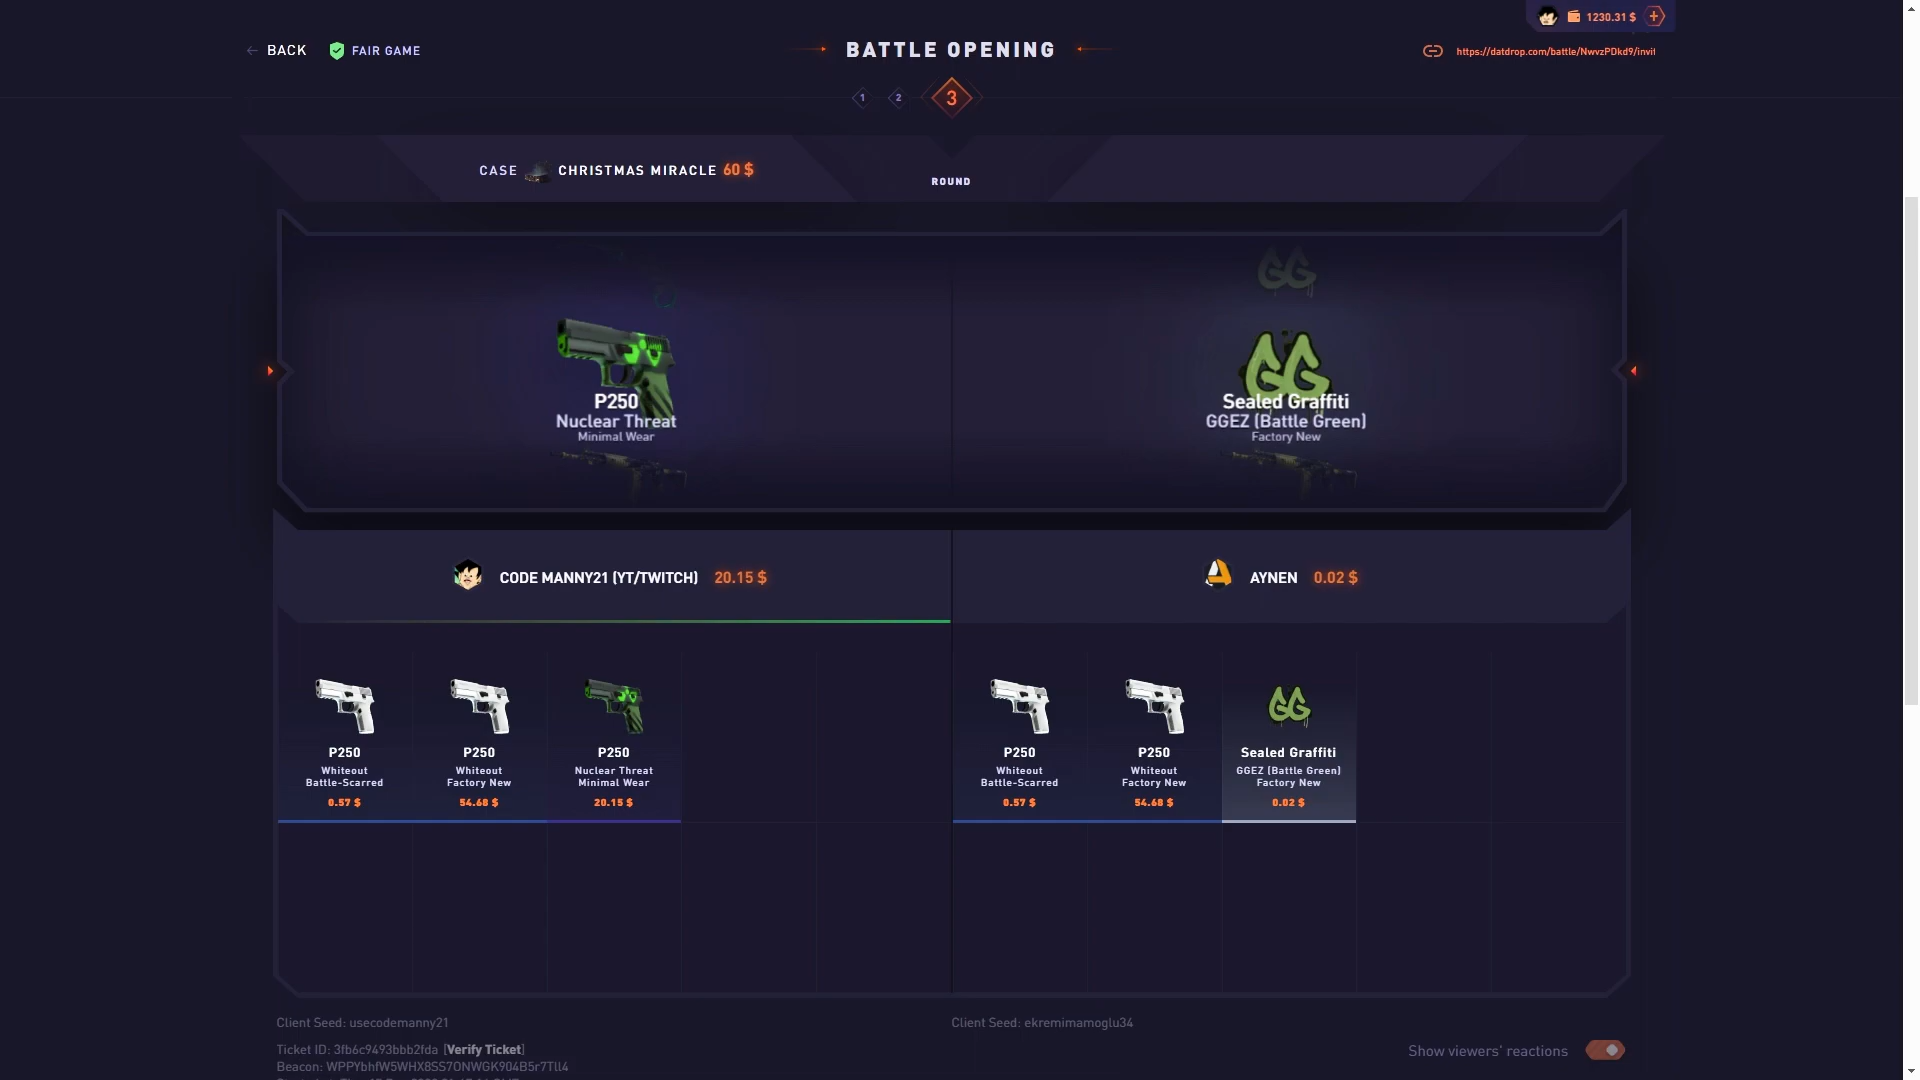 1230.31 $
BACK
FAIR GAME
BATTLE OPENING
https://datdrop.com/battle/NwvzPDkd9/invit
1 2 3
CASE CHRISTMAS MIRACLE 60 $
ROUND
P250
Nuclear Threat
Minimal Wear
GG
GG
Sealed Graffiti
GGEZ (Battle Green)
Factory New
CODE MANNY21 (YT/TWITCH) 20.15 $
AYNEN 0.02 $
P250
Whiteout
Battle-Scarred
0.57 $
P250
Whiteout
Factory New
54.68 $
P250
Nuclear Threat
Minimal Wear
20.15 $
P250
Whiteout
Battle-Scarred
0.57 $
P250
Whiteout
Factory New
54.68 $
GG
Sealed Graffiti
GGEZ (Battle Green)
Factory New
0.02 $
Client Seed: usecodemanny21
Client Seed: ekremimamoglu34
Ticket ID: 3fb6c9493bbb2fda [Verify Ticket]
Show viewers' reactions